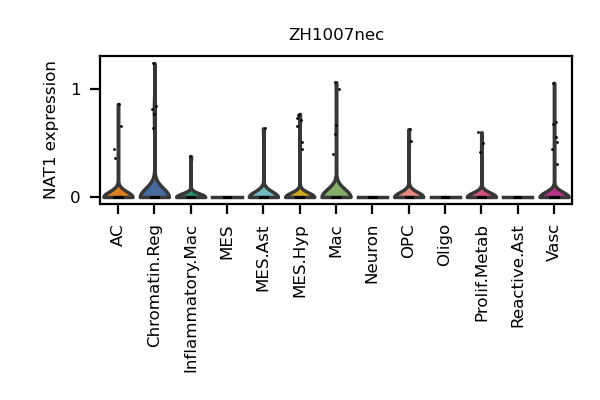 ZH1007nec
NAT1 expression
1
0
AC
Chromatin.Reg
Inflammatory.Mac
MES
MES.Ast
MES.Hyp
Mac
Neuron
OPC
Oligo
Prolif.Metab
Reactive.Ast
Vasc